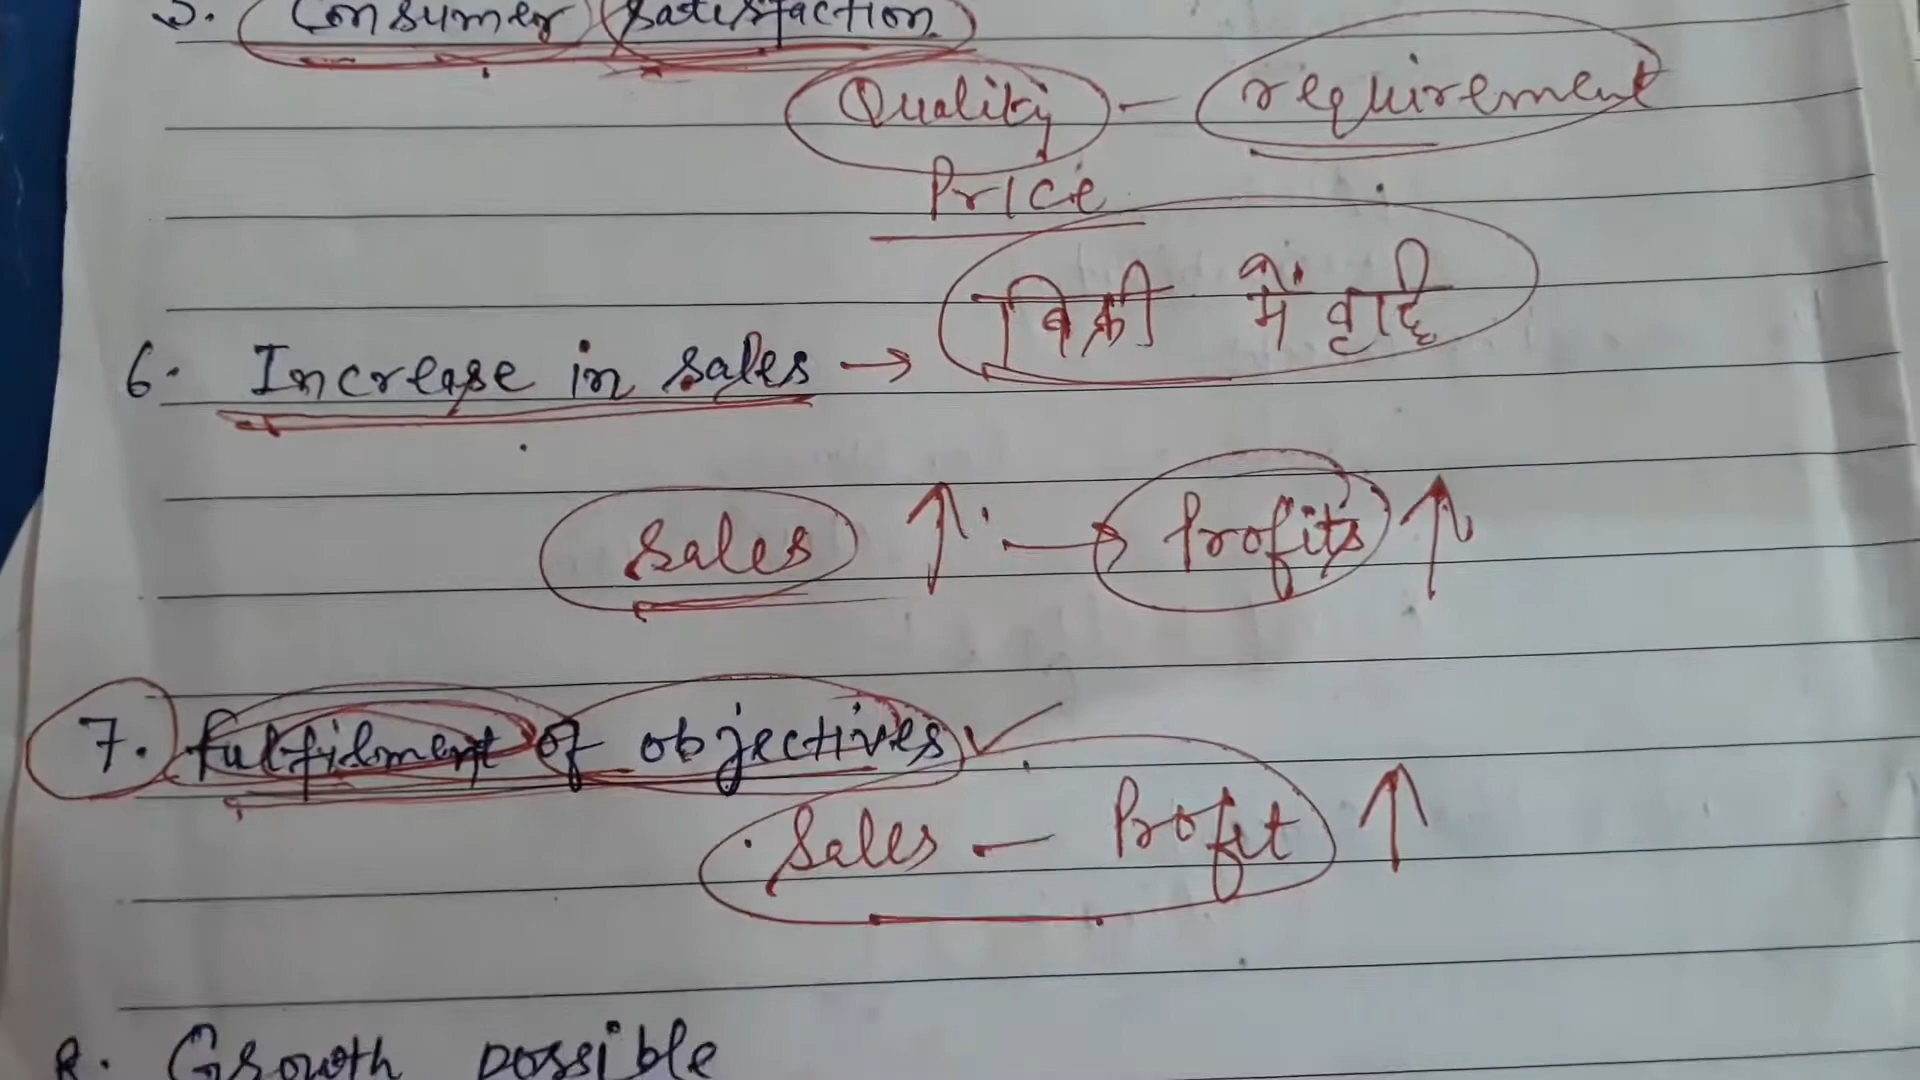 5. Consumer satisfaction
Quality - requirement
Price
बिक्री में वृद्धि
6. Increase in sales →
Sales ↑ → Profits ↑
7. fulfilment of objectives ✓
Sales - Profit ↑
8. Growth possible